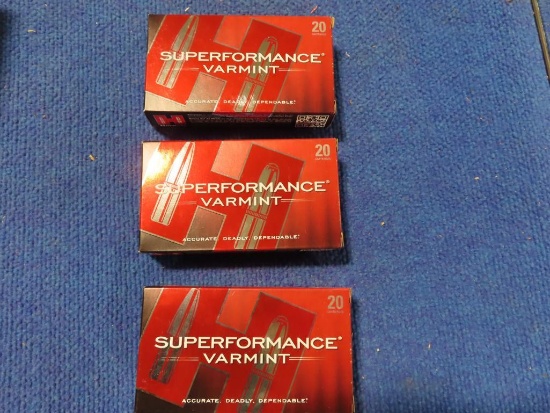 20
SUPERFORMANCE®
VARMINT
ACCURATE. DEADLY. DEPENDABLE.®
20
SUPERFORMANCE®
VARMINT
ACCURATE. DEADLY. DEPENDABLE.®
20
SUPERFORMANCE®
VARMINT
ACCURATE. DEADLY. DEPENDABLE.®